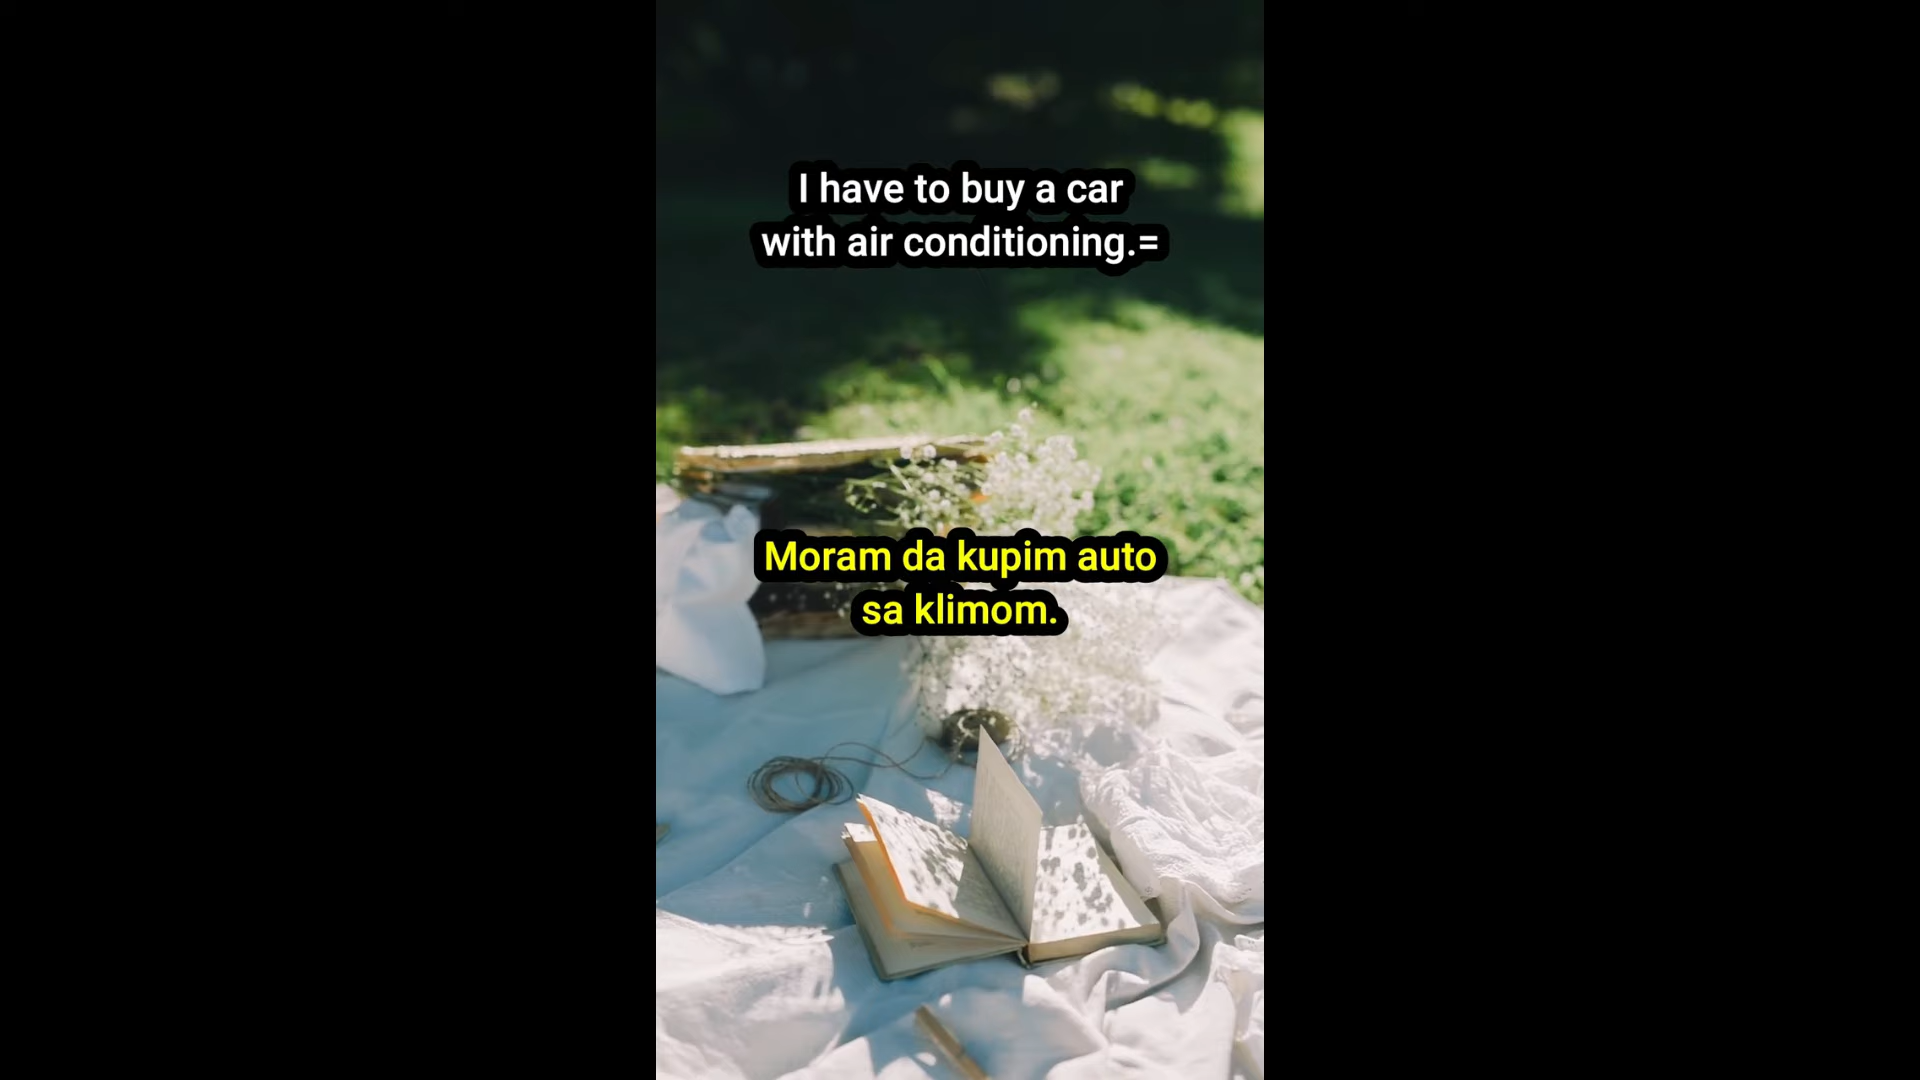 I have to buy a car
with air conditioning.=
Moram da kupim auto
sa klimom.